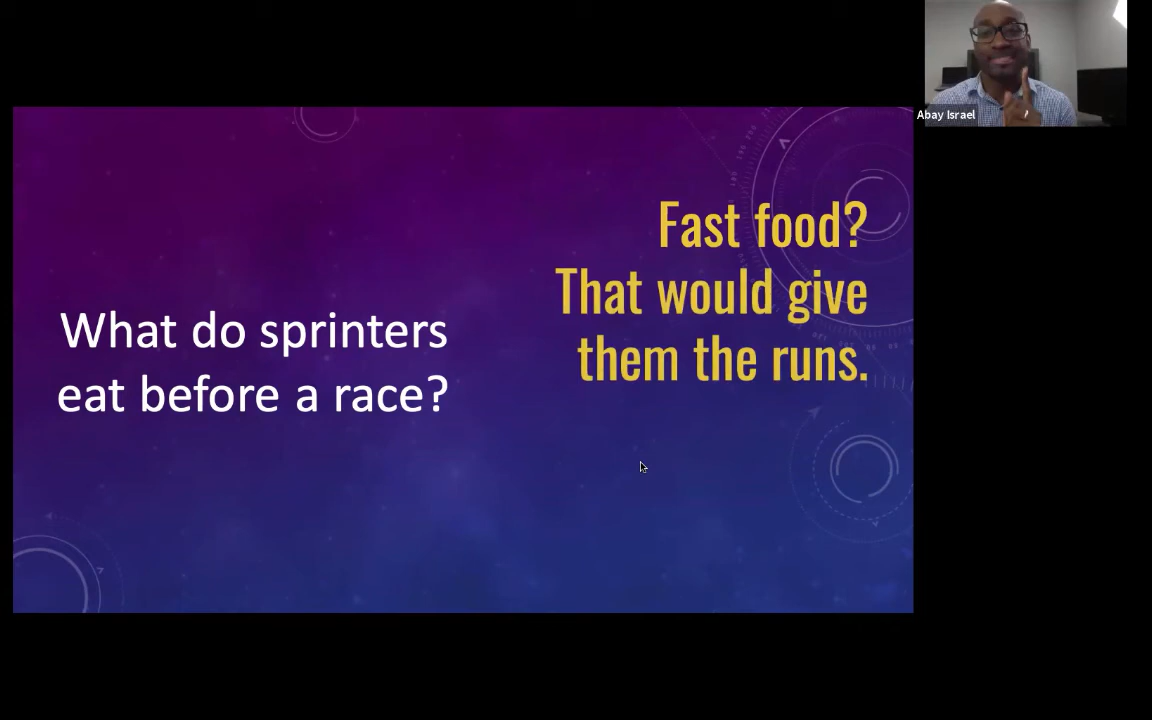 What do sprinters
eat before a race?
Fast food?
That would give
them the runs.
Abay Israel